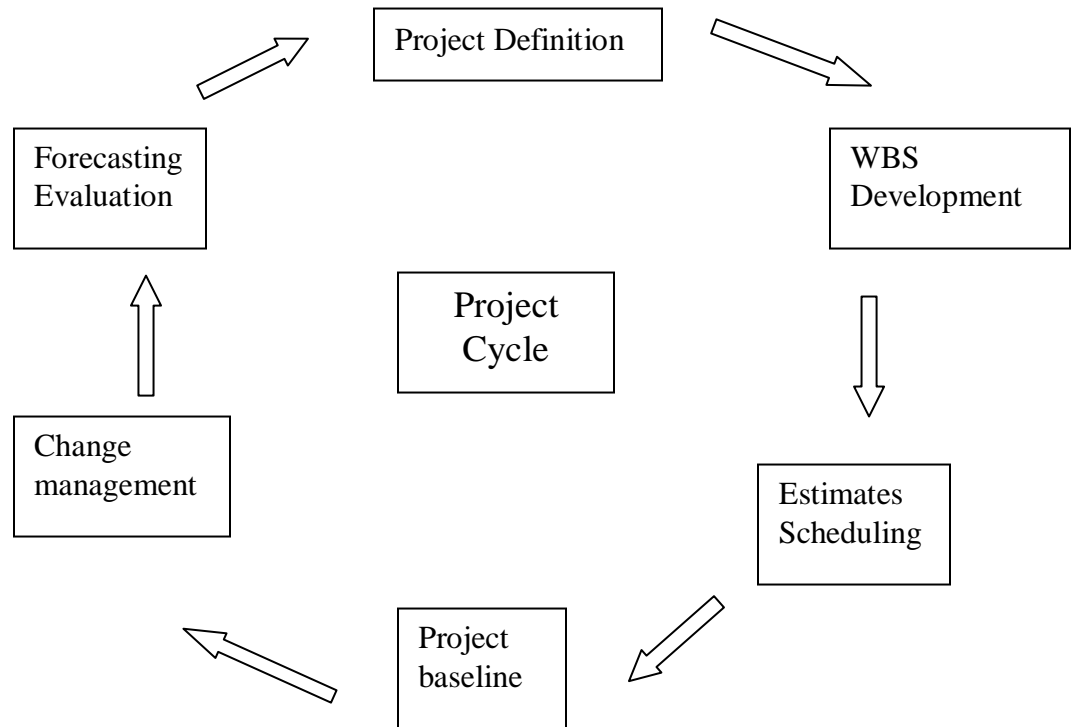 Project Definition
WBS
Development
Estimates
Scheduling
Project
baseline
Change
management
Forecasting
Evaluation
Project
Cycle